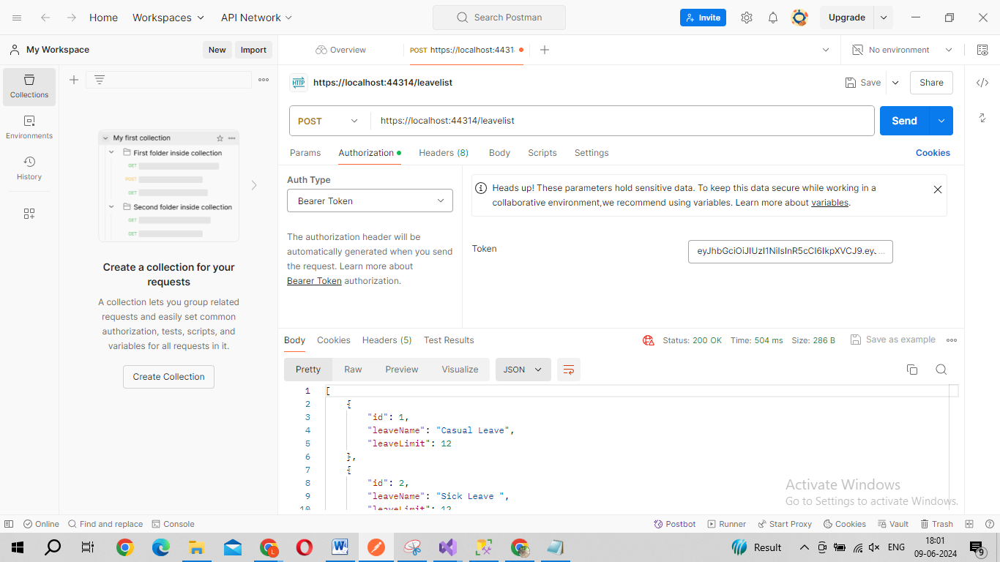 Home Workspaces API Network Search Postman Invite Upgrade
My Workspace New Import Overview POST https://localhost:4431 No environment
Collections
Environments
History
My first collection
First folder inside collection
GET
POST
GET
Second folder inside collection
GET
GET
Create a collection for your
requests
A collection lets you group related
requests and easily set common
authorization, tests, scripts, and
variables for all requests in it.
Create Collection
HTTP https://localhost:44314/leavelist Save Share
POST https://localhost:44314/leavelist Send
Params Authorization Headers (8) Body Scripts Settings Cookies
Auth Type
Bearer Token
The authorization header will be
automatically generated when you send
the request. Learn more about
Bearer Token authorization.
Heads up! These parameters hold sensitive data. To keep this data secure while working in a
collaborative environment,we recommend using variables. Learn more about variables.
Token eyJhbGciOiJIUzI1NiIsInR5cCI6IkpXVCJ9.ey. ...
Body Cookies Headers (5) Test Results Status: 200 OK Time: 504 ms Size: 286 B Save as example
Pretty Raw Preview Visualize JSON
1 [
2 {
3 "id": 1,
4 "leaveName": "Casual Leave",
5 "leaveLimit": 12
6 },
7 {
8 "id": 2,
9 "leaveName": "Sick Leave ",
10 "leaveLimit": 12
Activate Windows
Go to Settings to activate Windows.
Online Find and replace Console Postbot Runner Start Proxy Cookies Vault Trash
Result ENG 18:01
09-06-2024 9